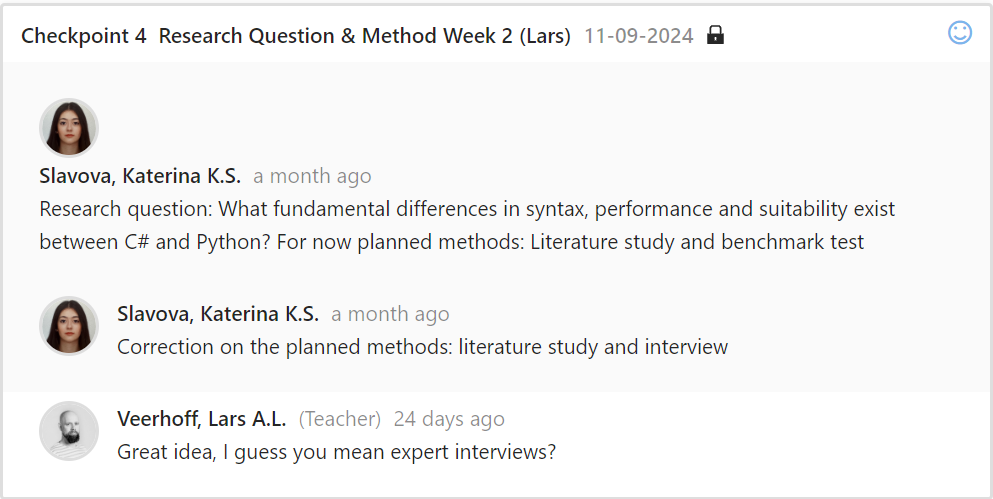 Checkpoint 4 Research Question & Method Week 2 (Lars) 11-09-2024
Slavova, Katerina K.S. a month ago
Research question: What fundamental differences in syntax, performance and suitability exist
between C# and Python? For now planned methods: Literature study and benchmark test
Slavova, Katerina K.S. a month ago
Correction on the planned methods: literature study and interview
Veerhoff, Lars A.L. (Teacher) 24 days ago
Great idea, I guess you mean expert interviews?